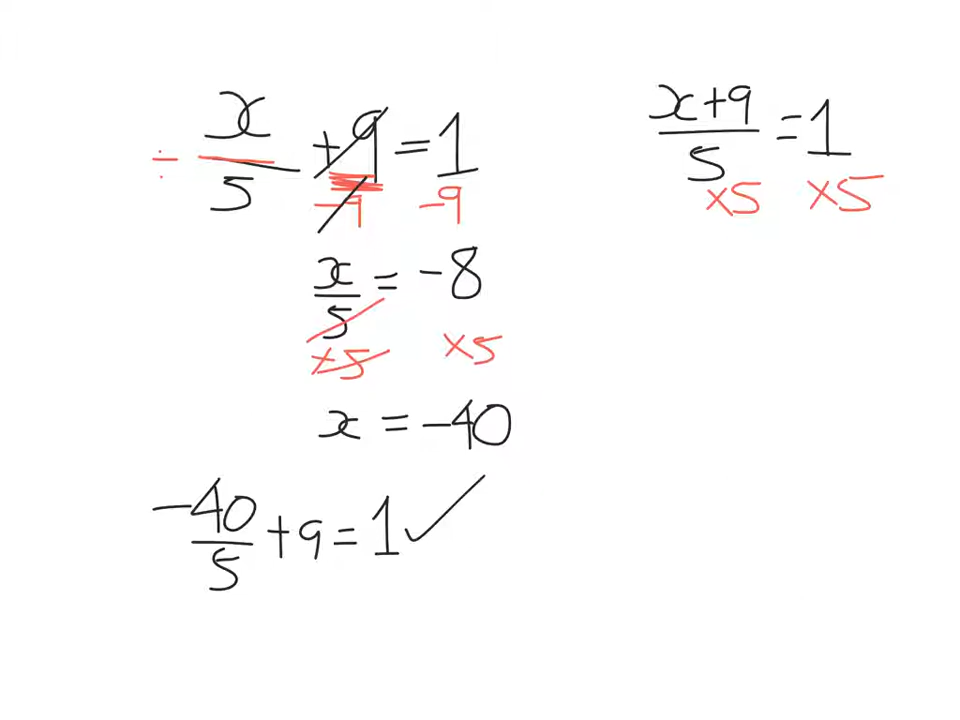 ÷ x/5 +9 = 1
-9 -9
x/5 = -8
×5 ×5
x = -40
-40/5 + 9 = 1 ✓
x+9/5 = 1
×5 ×5